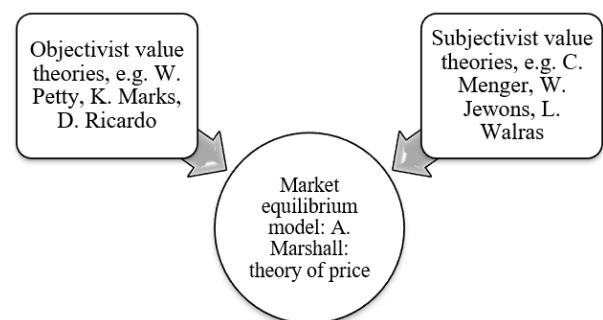 Objectivist value
theories, e.g. W.
Petty, K. Marks,
D. Ricardo
Subjectivist value
theories, e.g. C.
Menger, W.
Jewons, L.
Walras
Market
equilibrium
model: A.
Marshall:
theory of price